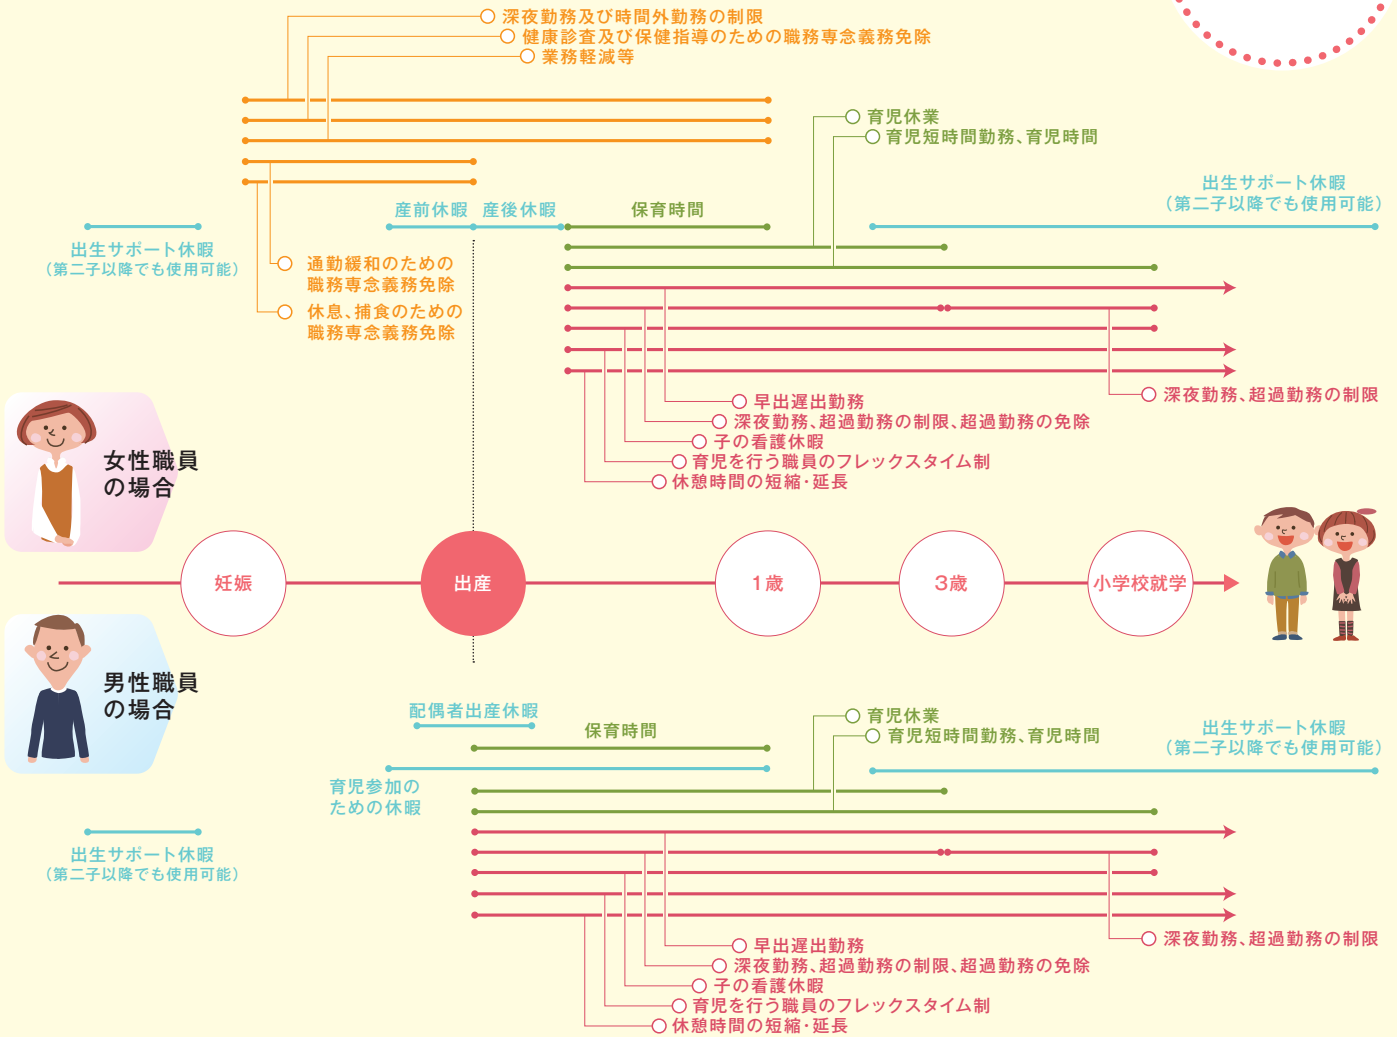 深夜勤務及び時間外勤務の制限
健康診査及び保健指導のための職務専念義務免除
業務軽減等
育児休業
育児短時間勤務、育児時間
出生サポート休暇
（第二子以降でも使用可能）
産前休暇
産後休暇
保育時間
出生サポート休暇
（第二子以降でも使用可能）
通勤緩和のための
職務専念義務免除
休息、捕食のための
職務専念義務免除
深夜勤務、超過勤務の制限
早出遅出勤務
深夜勤務、超過勤務の制限、超過勤務の免除
子の看護休暇
育児を行う職員のフレックスタイム制
休憩時間の短縮・延長
女性職員
の場合
妊娠
出産
1歳
3歳
小学校就学
男性職員
の場合
配偶者出産休暇
保育時間
育児休業
育児短時間勤務、育児時間
出生サポート休暇
（第二子以降でも使用可能）
育児参加の
ための休暇
出生サポート休暇
（第二子以降でも使用可能）
深夜勤務、超過勤務の制限
早出遅出勤務
深夜勤務、超過勤務の制限、超過勤務の免除
子の看護休暇
育児を行う職員のフレックスタイム制
休憩時間の短縮・延長